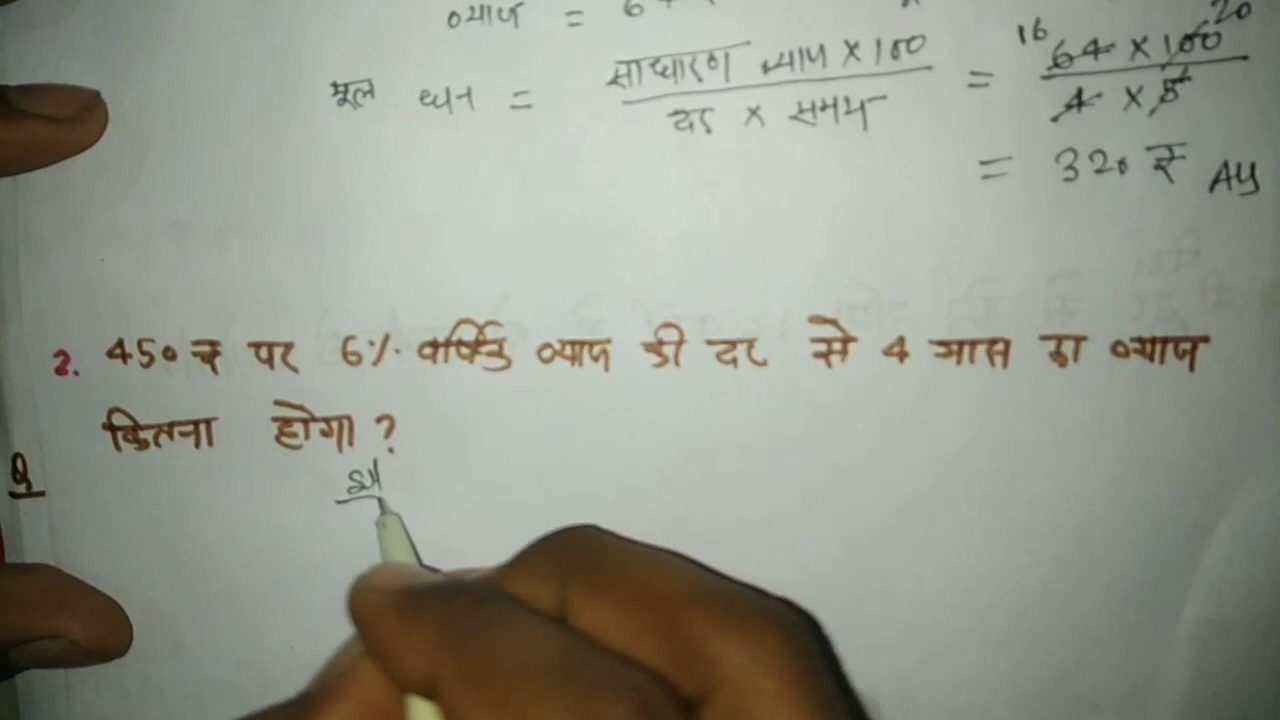 व्याज = 6
मूल धन = साधारण व्याज × 100 / दर × समय = 64 × 100 / 4 × 5
16 20
= 320 ₹ Ans
2. 450 ₹ पर 6% वार्षिक व्याज की दर से 4 मास का व्याज
कितना होगा ?
Q